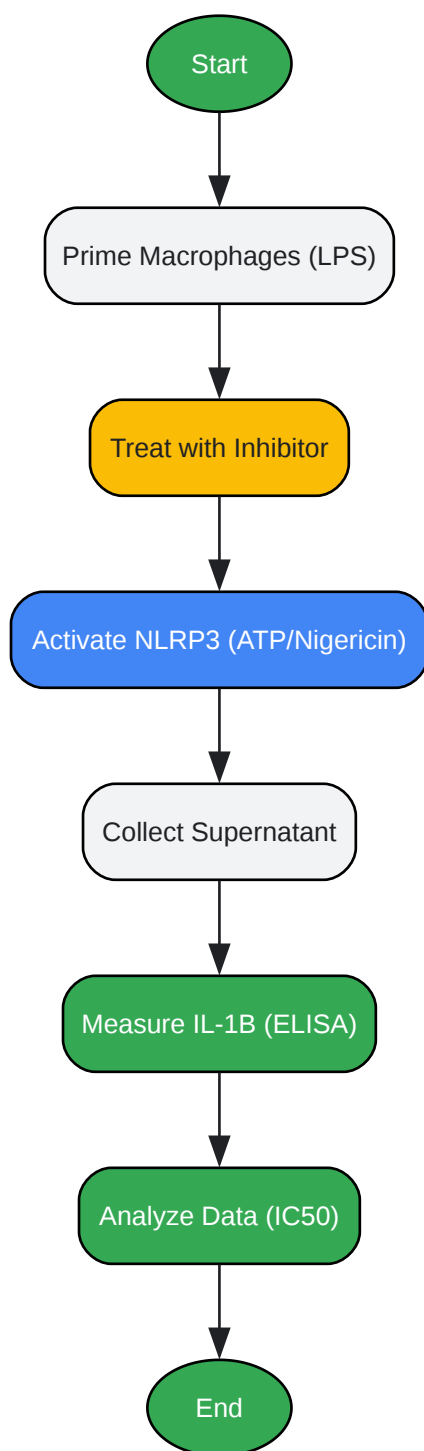 Start
Prime Macrophages (LPS)
Treat with Inhibitor
Activate NLRP3 (ATP/Nigericin)
Collect Supernatant
Measure IL-1B (ELISA)
Analyze Data (IC50)
End